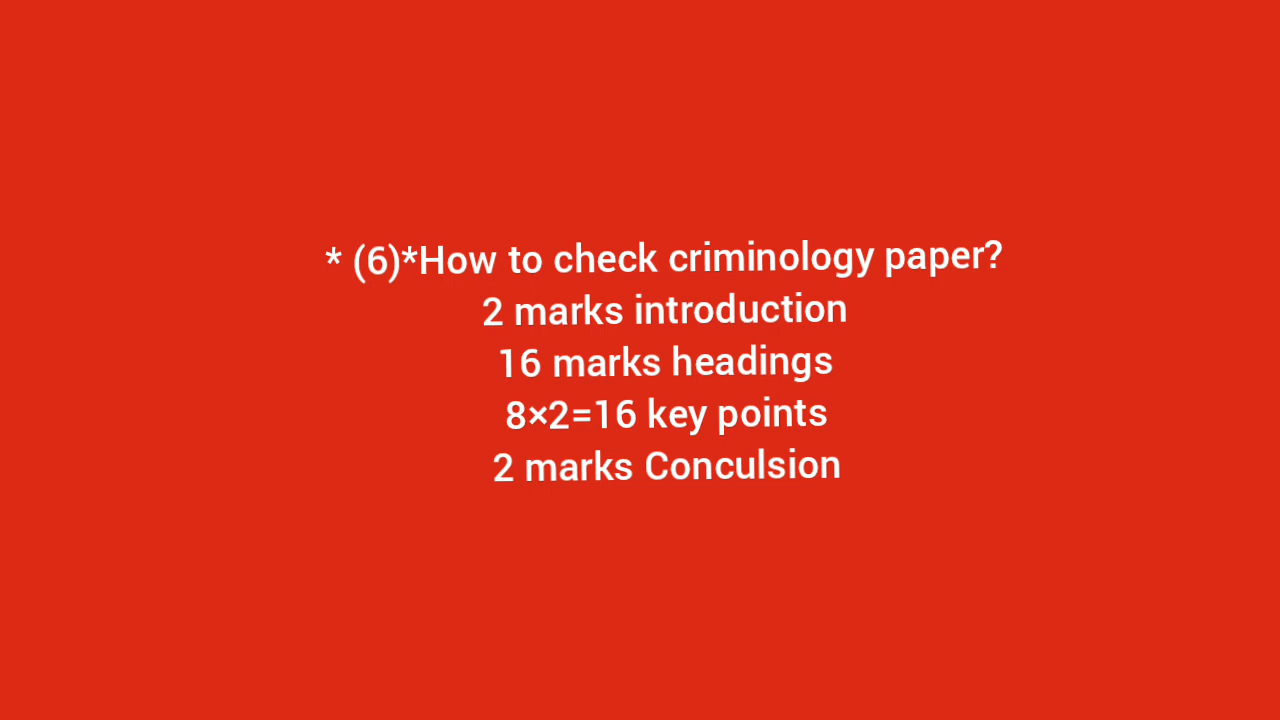 * (6)*How to check criminology paper?
2 marks introduction
16 marks headings
8×2=16 key points
2 marks Conculsion